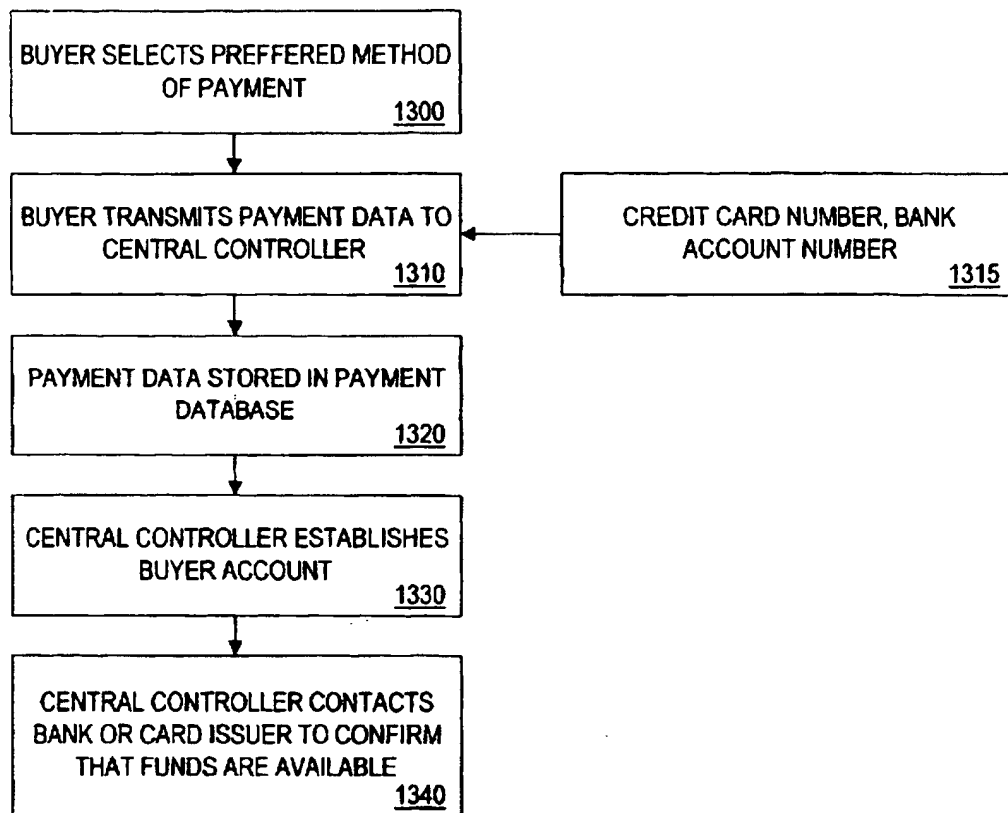 BUYER SELECTS PREFFERED METHOD
OF PAYMENT
1300
BUYER TRANSMITS PAYMENT DATA TO
CENTRAL CONTROLLER
1310
CREDIT CARD NUMBER, BANK
ACCOUNT NUMBER
1315
PAYMENT DATA STORED IN PAYMENT
DATABASE
1320
CENTRAL CONTROLLER ESTABLISHES
BUYER ACCOUNT
1330
CENTRAL CONTROLLER CONTACTS
BANK OR CARD ISSUER TO CONFIRM
THAT FUNDS ARE AVAILABLE
1340